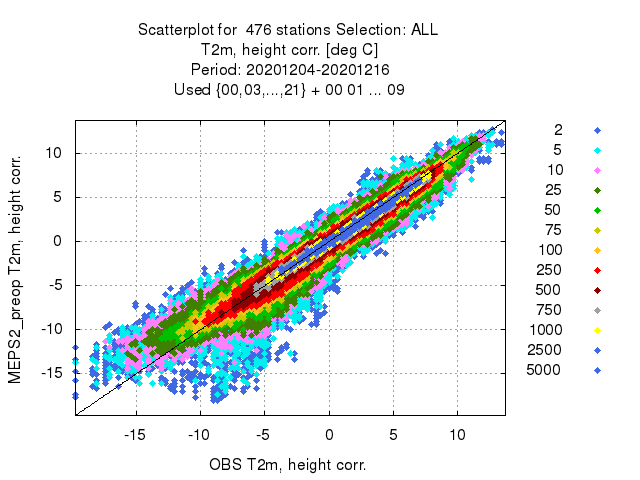 Scatterplot for 476 stations Selection: ALL
T2m, height corr. [deg C]
Period: 20201204-20201216
Used {00,03,...,21} + 00 01 ... 09
MEPS2_preop T2m, height corr.
10
5
0
-5
-10
-15
-15 -10 -5 0 5 10
OBS T2m, height corr.
2
5
10
25
50
75
100
250
500
750
1000
2500
5000